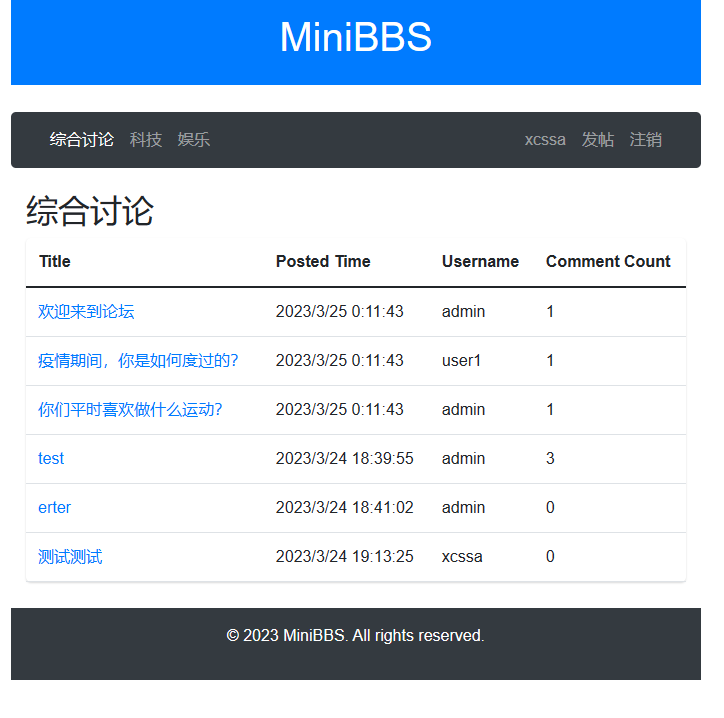 MiniBBS
综合讨论 科技 娱乐 xcssa 发帖 注销
综合讨论
Title Posted Time Username Comment Count
欢迎来到论坛 2023/3/25 0:11:43 admin 1
疫情期间，你是如何度过的？ 2023/3/25 0:11:43 user1 1
你们平时喜欢做什么运动？ 2023/3/25 0:11:43 admin 1
test 2023/3/24 18:39:55 admin 3
erter 2023/3/24 18:41:02 admin 0
测试测试 2023/3/24 19:13:25 xcssa 0
© 2023 MiniBBS. All rights reserved.